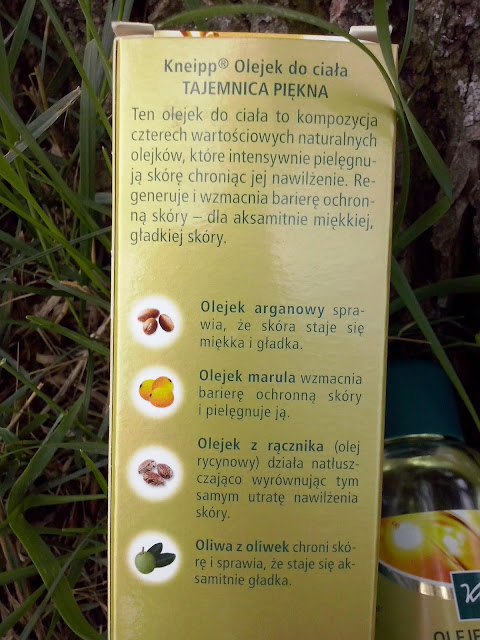 Kneipp® Olejek do ciała
TAJEMNICA PIĘKNA
Ten olejek do ciała to kompozycja
czterech wartościowych naturalnych
olejków, które intensywnie pielęgnu-
ją skórę chroniąc jej nawilżenie. Re-
generuje i wzmacnia barierę ochron-
ną skóry – dla aksamitnie miękkiej,
gładkiej skóry.
Olejek arganowy spra-
wia, że skóra staje się
miękka i gładka.
Olejek marula wzmacnia
barierę ochronną skóry
i pielęgnuje ją.
Olejek z rącznika (olej
rycynowy) działa natłusz-
czająco wyrównując tym
samym utratę nawilżenia
skóry.
Oliwa z oliwek chroni skó-
rę i sprawia, że staje się ak-
samitnie gładka.